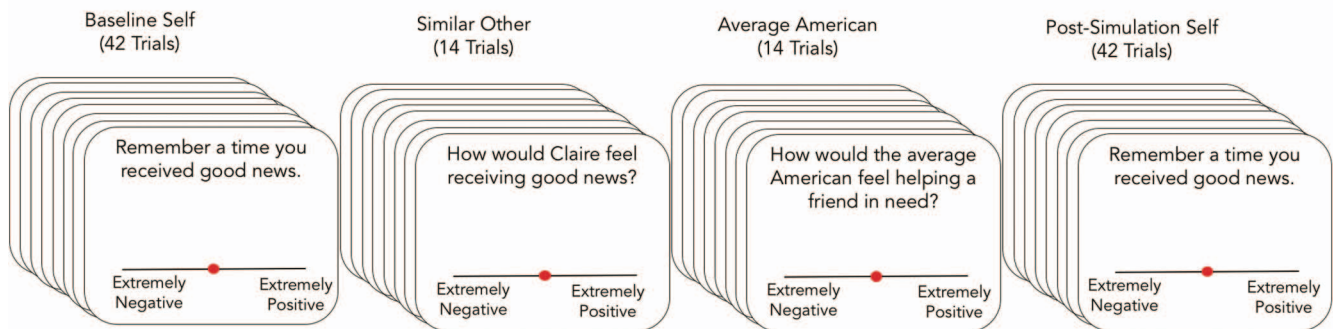 Baseline Self
(42 Trials)
Remember a time you
received good news.
Extremely
Negative
Extremely
Positive
Similar Other
(14 Trials)
How would Claire feel
receiving good news?
Extremely
Negative
Extremely
Positive
Average American
(14 Trials)
How would the average
American feel helping a
friend in need?
Extremely
Negative
Extremely
Positive
Post-Simulation Self
(42 Trials)
Remember a time you
received good news.
Extremely
Negative
Extremely
Positive